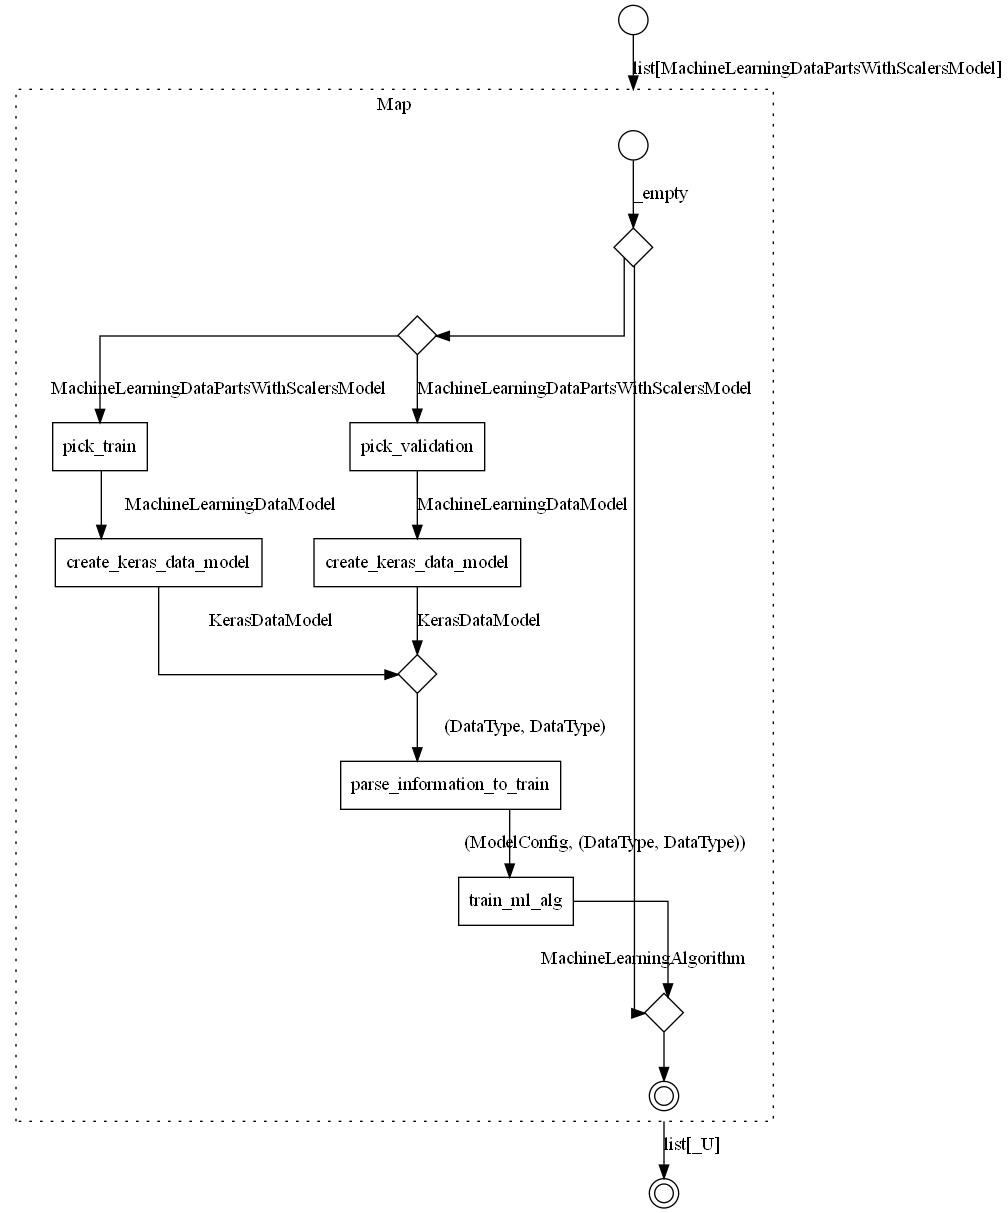 list[MachineLearningDataPartsWithScalersModel]
Map
_empty
MachineLearningDataPartsWithScalersModel
MachineLearningDataPartsWithScalersModel
pick_train
pick_validation
MachineLearningDataModel
MachineLearningDataModel
create_keras_data_model
create_keras_data_model
KerasDataModel
KerasDataModel
(DataType, DataType)
parse_information_to_train
(ModelConfig, (DataType, DataType))
train_ml_alg
MachineLearningAlgorithm
list[_U]